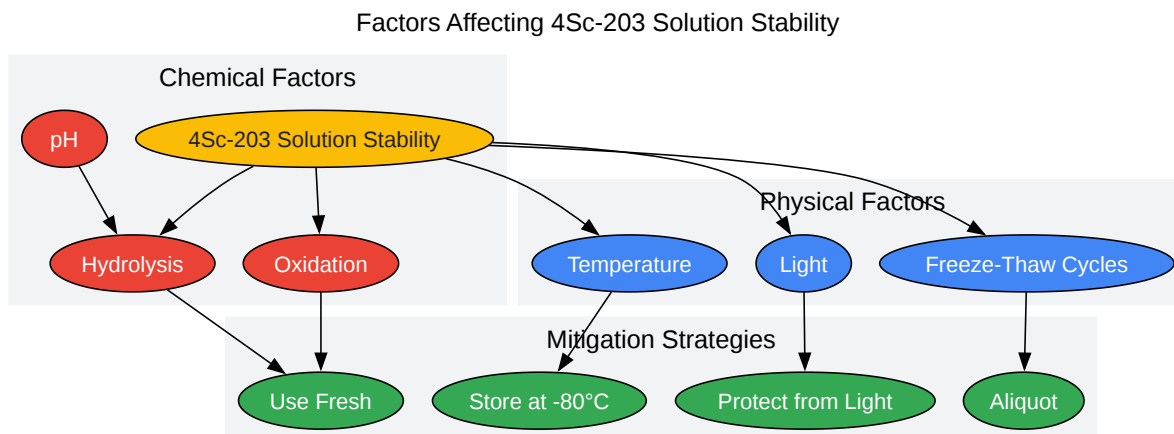 Factors Affecting 4Sc-203 Solution Stability
Chemical Factors
pH
4Sc-203 Solution Stability
Physical Factors
Hydrolysis
Oxidation
Temperature
Light
Freeze-Thaw Cycles
Mitigation Strategies
Use Fresh
Store at -80°C
Protect from Light
Aliquot